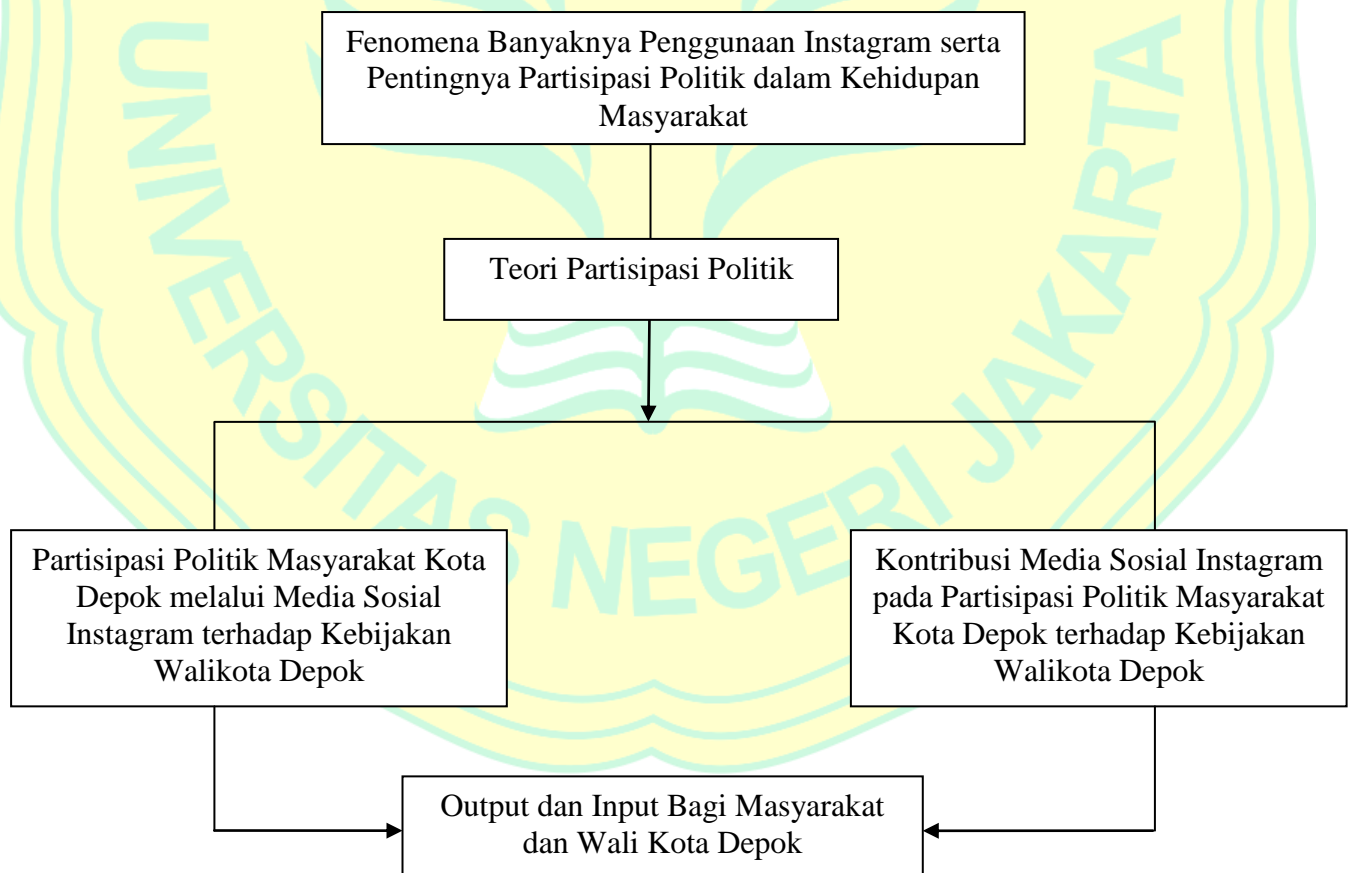 Fenomena Banyaknya Penggunaan Instagram serta
Pentingnya Partisipasi Politik dalam Kehidupan
Masyarakat
Teori Partisipasi Politik
Partisipasi Politik Masyarakat Kota
Depok melalui Media Sosial
Instagram terhadap Kebijakan
Walikota Depok
Kontribusi Media Sosial Instagram
pada Partisipasi Politik Masyarakat
Kota Depok terhadap Kebijakan
Walikota Depok
Output dan Input Bagi Masyarakat
dan Wali Kota Depok
UNIVERSITAS NEGERI JAKARTA